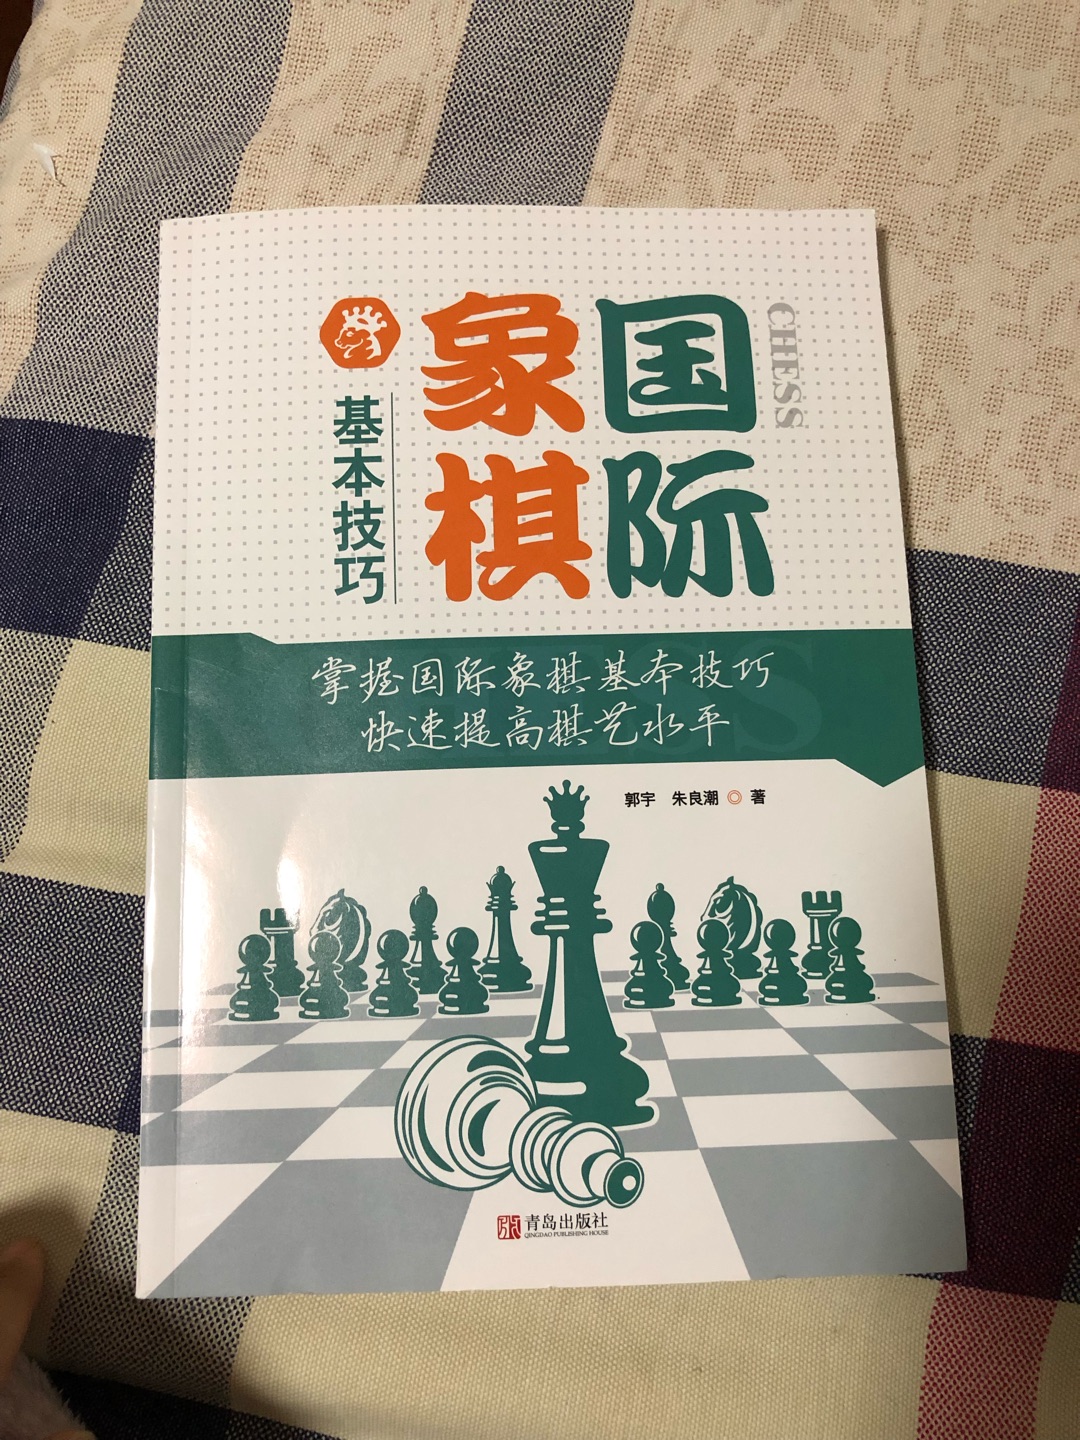 国际
象棋
CHESS
基本技巧
掌握国际象棋基本技巧
快速提高棋艺水平
郭宇 朱良潮 ◎ 著
青岛出版社
QINGDAO PUBLISHING HOUSE